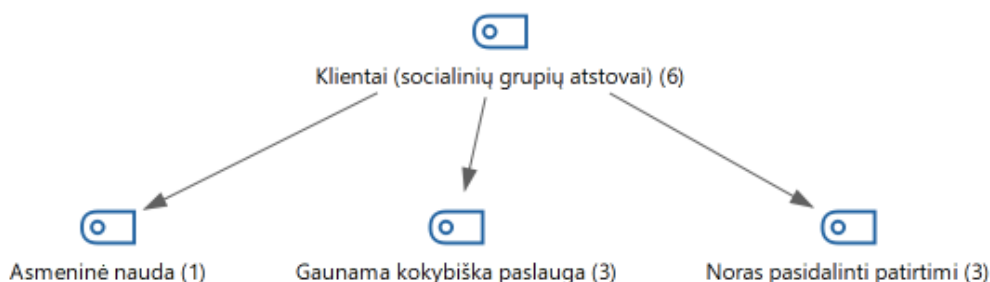 Klientai (socialinių grupių atstovai) (6)
Asmeninė nauda (1)
Gaunama kokybiška paslauga (3)
Noras pasidalinti patirtimi (3)